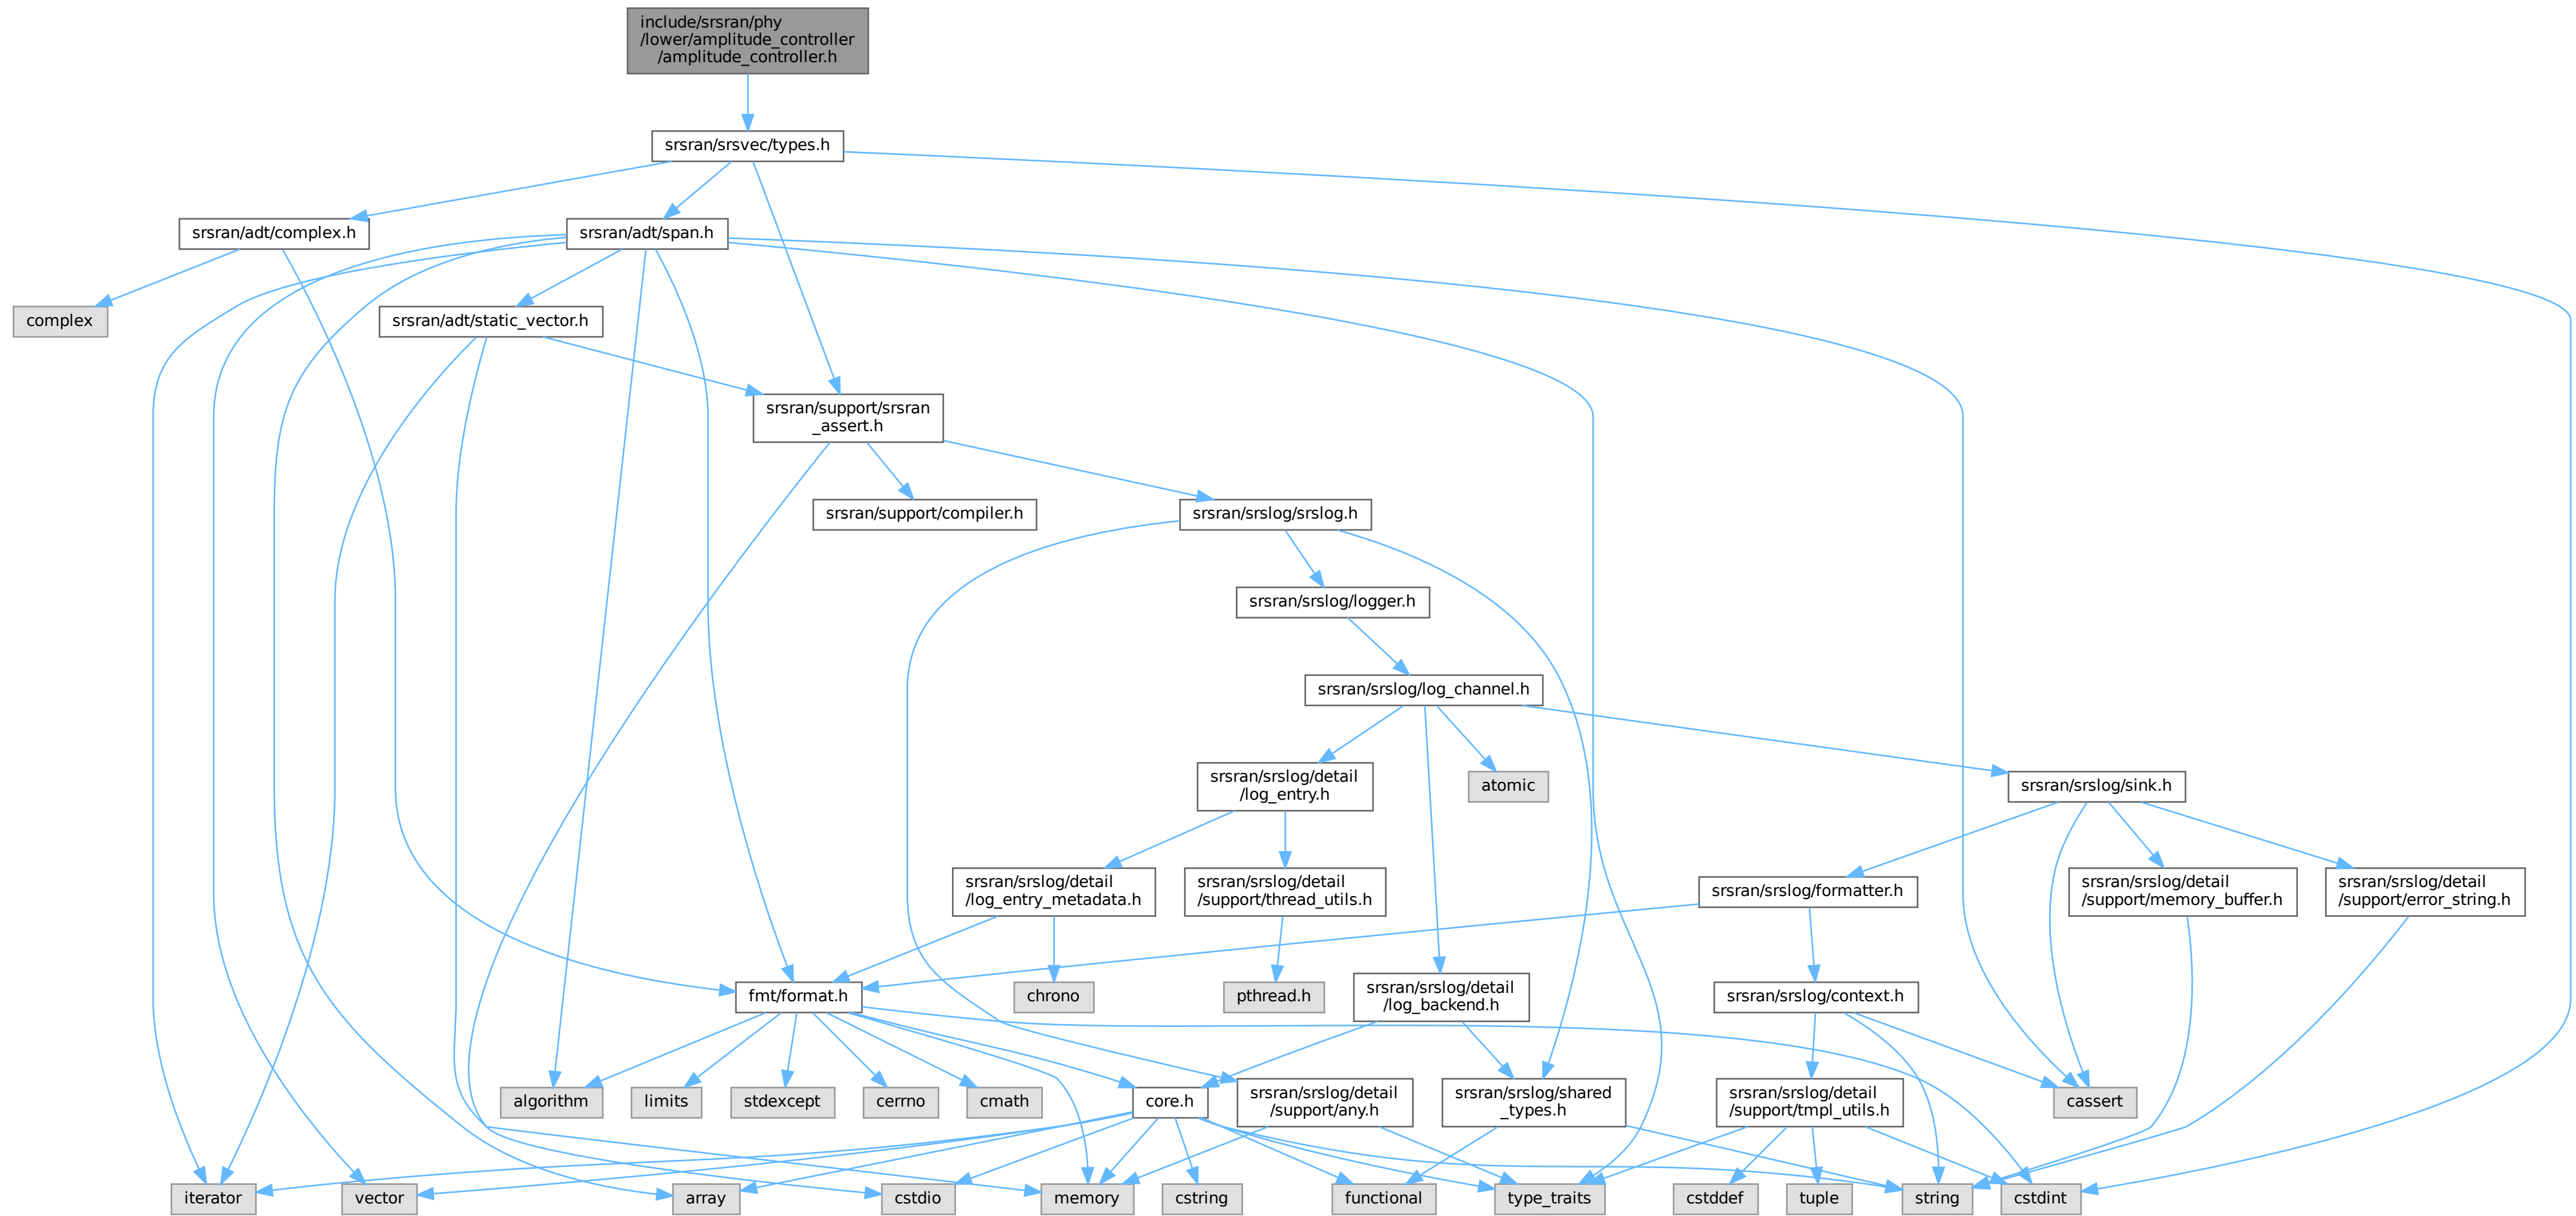 include/srsran/phy
/lower/amplitude_controller
/amplitude_controller.h
srsran/srsvec/types.h
srsran/adt/complex.h
srsran/adt/span.h
complex
srsran/adt/static_vector.h
srsran/support/srsran
_assert.h
srsran/support/compiler.h
srsran/srslog/srslog.h
srsran/srslog/logger.h
srsran/srslog/log_channel.h
srsran/srslog/detail
/log_entry.h
atomic
srsran/srslog/sink.h
srsran/srslog/detail
/log_entry_metadata.h
srsran/srslog/detail
/support/thread_utils.h
srsran/srslog/formatter.h
srsran/srslog/detail
/support/memory_buffer.h
srsran/srslog/detail
/support/error_string.h
fmt/format.h
chrono
pthread.h
srsran/srslog/detail
/log_backend.h
srsran/srslog/context.h
algorithm
limits
stdexcept
cerrno
cmath
core.h
srsran/srslog/detail
/support/any.h
srsran/srslog/shared
_types.h
srsran/srslog/detail
/support/tmpl_utils.h
cassert
iterator
vector
array
cstdio
memory
cstring
functional
type_traits
cstddef
tuple
string
cstdint